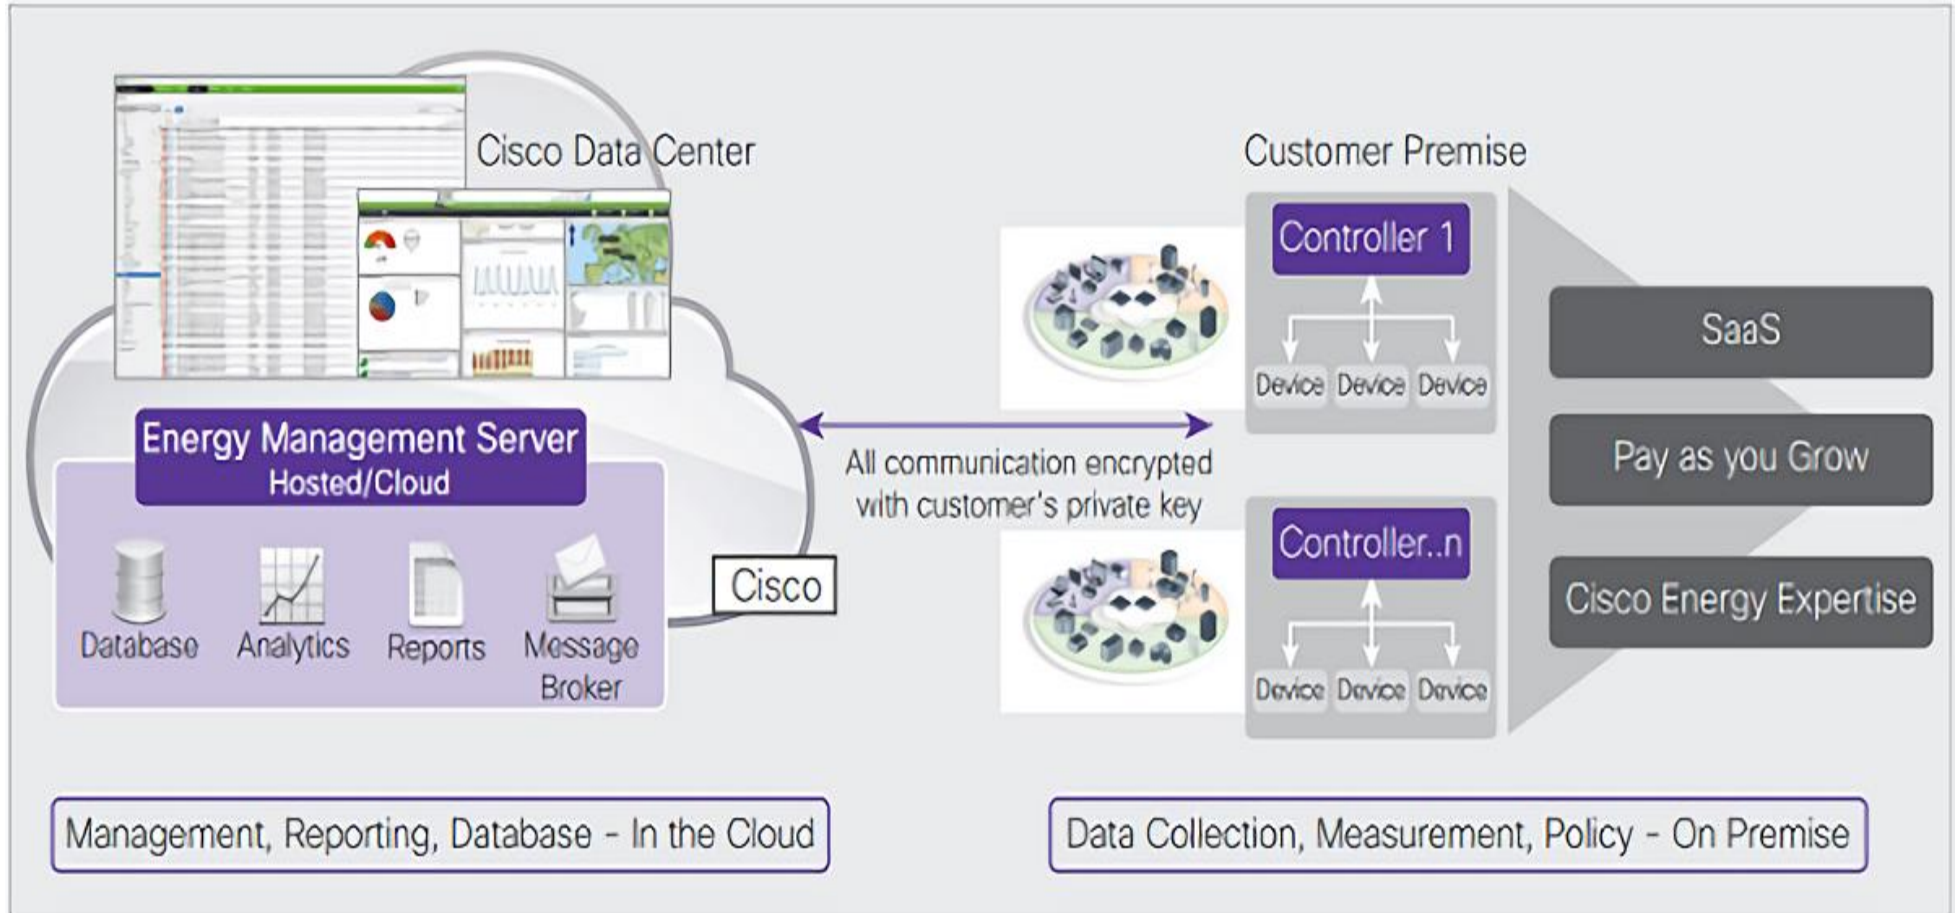 Cisco Data Center
Energy Management Server
Hosted/Cloud
Database
Analytics
Reports
Message
Broker
Cisco
All communication encrypted
with customer's private key
Customer Premise
Controller 1
Device Device Device
Controller..n
Device Device Device
SaaS
Pay as you Grow
Cisco Energy Expertise
Management, Reporting, Database - In the Cloud
Data Collection, Measurement, Policy - On Premise